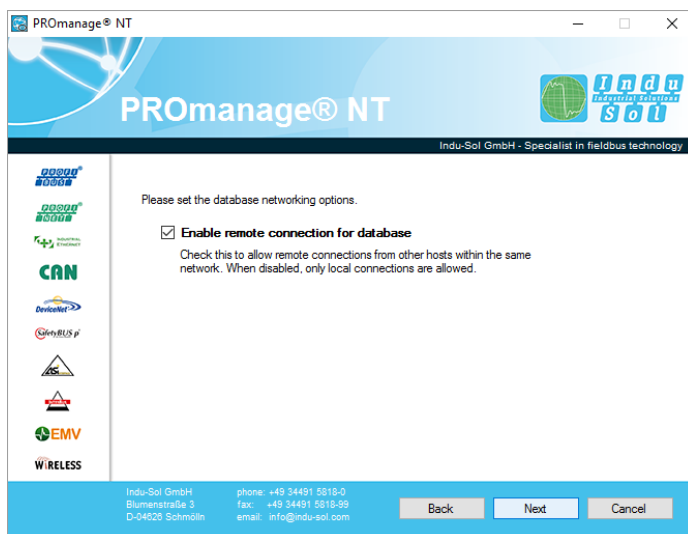 PROmanage® NT
PROmanage® NT
Indu
Industrial Solutions
Sol
Indu-Sol GmbH - Specialist in fieldbus technology
PROFI®
BUS
PROFI®
NET
INDUSTRIAL
ETHERNET
CAN
DeviceNet
SafetyBUS p
ASi
EMV
WiRELESS
Please set the database networking options.
Enable remote connection for database
Check this to allow remote connections from other hosts within the same
network. When disabled, only local connections are allowed.
Indu-Sol GmbH phone: +49 34491 5818-0
Blumenstraße 3 fax: +49 34491 5818-99
D-04626 Schmölln email: info@indu-sol.com
Back Next Cancel